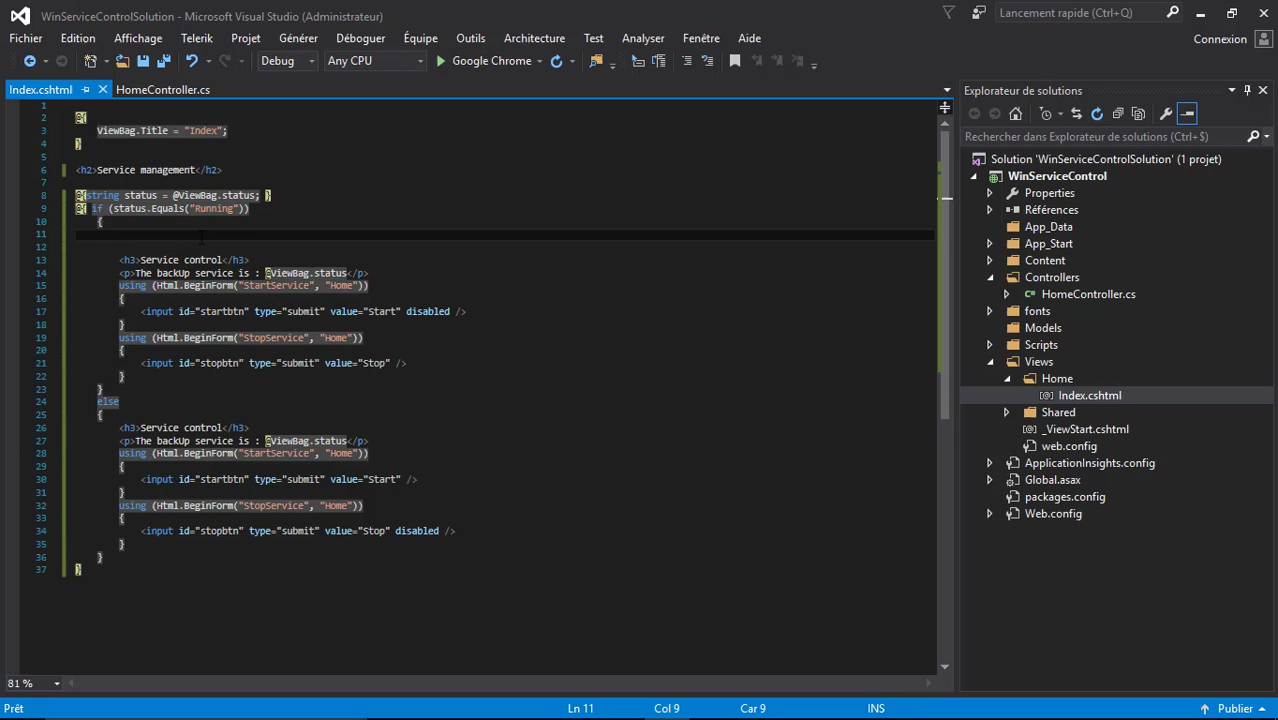 WinServiceControlSolution - Microsoft Visual Studio (Administrateur)
Lancement rapide (Ctrl+Q)
Fichier Edition Affichage Telerik Projet Générer Déboguer Équipe Outils Architecture Test Analyser Fenêtre Aide
Connexion
Debug Any CPU Google Chrome
Index.cshtml HomeController.cs
1
2 @{
3 ViewBag.Title = "Index";
4 }
5
6 <h2>Service management</h2>
7
8 @{string status = @ViewBag.status; }
9 @{ if (status.Equals("Running"))
10 {
11
12
13 <h3>Service control</h3>
14 <p>The backUp service is : @ViewBag.status</p>
15 using (Html.BeginForm("StartService", "Home"))
16 {
17 <input id="startbtn" type="submit" value="Start" disabled />
18 }
19 using (Html.BeginForm("StopService", "Home"))
20 {
21 <input id="stopbtn" type="submit" value="Stop" />
22 }
23 }
24 else
25 {
26 <h3>Service control</h3>
27 <p>The backUp service is : @ViewBag.status</p>
28 using (Html.BeginForm("StartService", "Home"))
29 {
30 <input id="startbtn" type="submit" value="Start" />
31 }
32 using (Html.BeginForm("StopService", "Home"))
33 {
34 <input id="stopbtn" type="submit" value="Stop" disabled />
35 }
36 }
37 }
81 %
Explorateur de solutions
Rechercher dans Explorateur de solutions (Ctrl+$)
Solution 'WinServiceControlSolution' (1 projet)
WinServiceControl
Properties
Références
App_Data
App_Start
Content
Controllers
HomeController.cs
fonts
Models
Scripts
Views
Home
Index.cshtml
Shared
_ViewStart.cshtml
web.config
ApplicationInsights.config
Global.asax
packages.config
Web.config
Prêt Ln 11 Col 9 Car 9 INS Publier